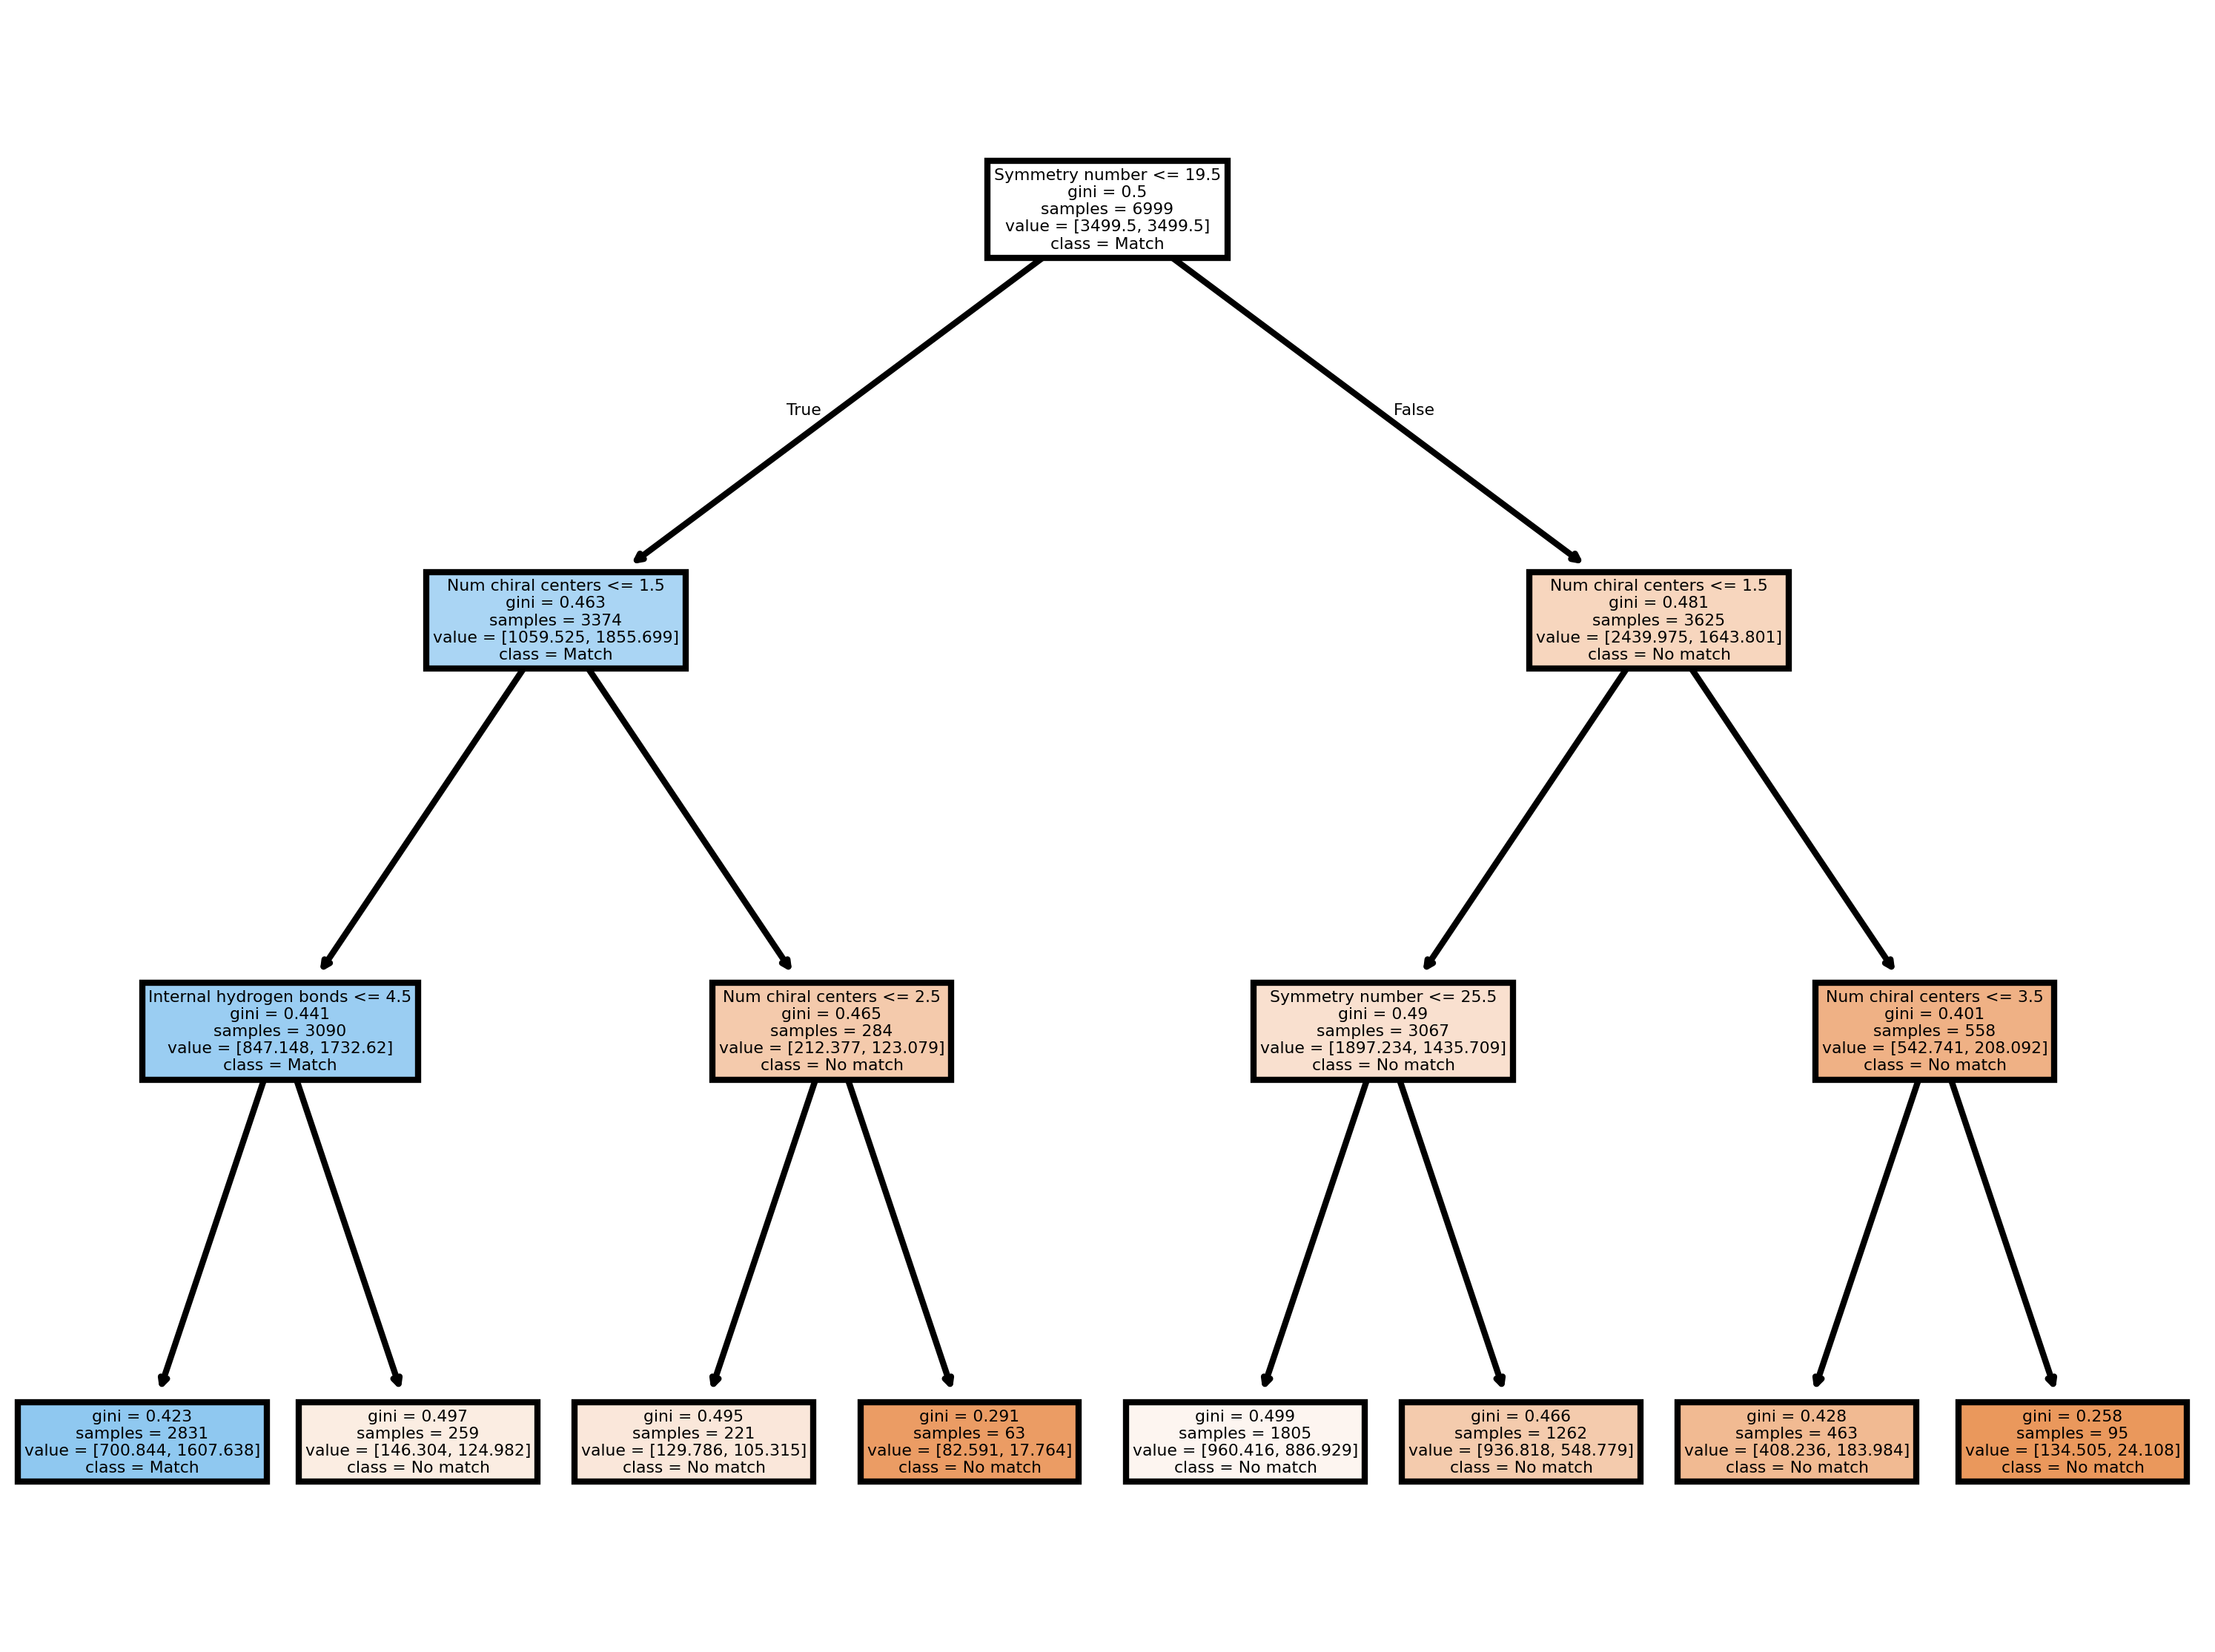 Symmetry number <= 19.5
gini = 0.5
samples = 6999
value = [3499.5, 3499.5]
class = Match
True
False
Num chiral centers <= 1.5
gini = 0.463
samples = 3374
value = [1059.525, 1855.699]
class = Match
Num chiral centers <= 1.5
gini = 0.481
samples = 3625
value = [2439.975, 1643.801]
class = No match
Internal hydrogen bonds <= 4.5
gini = 0.441
samples = 3090
value = [847.148, 1732.62]
class = Match
Num chiral centers <= 2.5
gini = 0.465
samples = 284
value = [212.377, 123.079]
class = No match
Symmetry number <= 25.5
gini = 0.49
samples = 3067
value = [1897.234, 1435.709]
class = No match
Num chiral centers <= 3.5
gini = 0.401
samples = 558
value = [542.741, 208.092]
class = No match
gini = 0.423
samples = 2831
value = [700.844, 1607.638]
class = Match
gini = 0.497
samples = 259
value = [146.304, 124.982]
class = No match
gini = 0.495
samples = 221
value = [129.786, 105.315]
class = No match
gini = 0.291
samples = 63
value = [82.591, 17.764]
class = No match
gini = 0.499
samples = 1805
value = [960.416, 886.929]
class = No match
gini = 0.466
samples = 1262
value = [936.818, 548.779]
class = No match
gini = 0.428
samples = 463
value = [408.236, 183.984]
class = No match
gini = 0.258
samples = 95
value = [134.505, 24.108]
class = No match